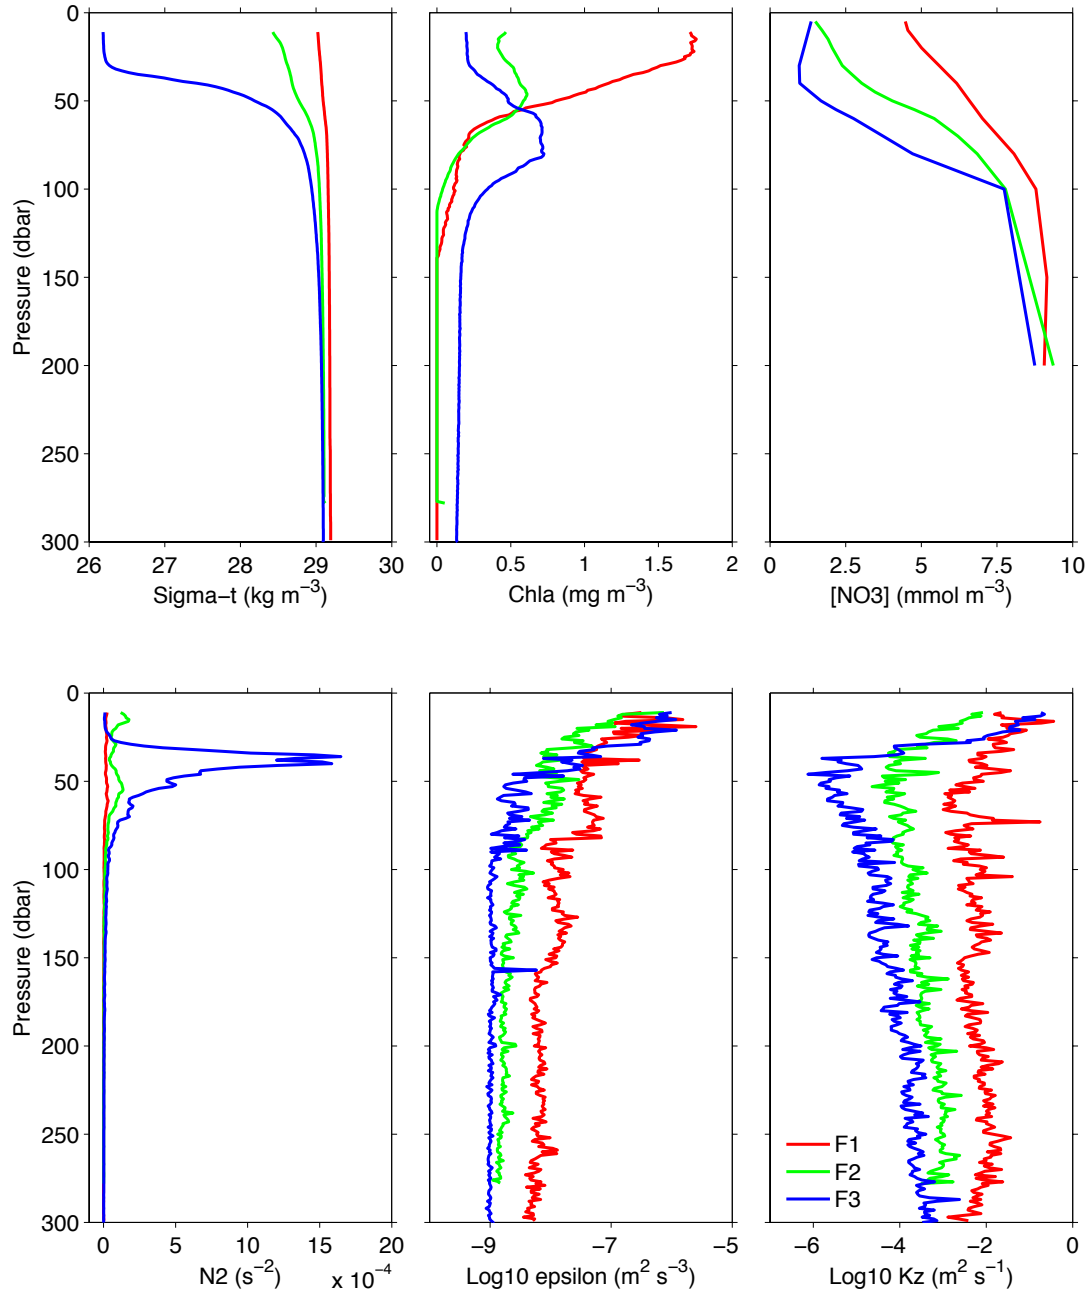 0
50
100
150
200
250
300
Pressure (dbar)
26 27 28 29 30
Sigma−t (kg m⁻³)
0 0.5 1 1.5 2
Chla (mg m⁻³)
0 2.5 5 7.5 10
[NO3] (mmol m⁻³)
0
50
100
150
200
250
300
Pressure (dbar)
0 5 10 15 20
N2 (s⁻²)
x 10⁻⁴
−9 −7 −5
Log10 epsilon (m² s⁻³)
F1
F2
F3
−6 −4 −2 0
Log10 Kz (m² s⁻¹)